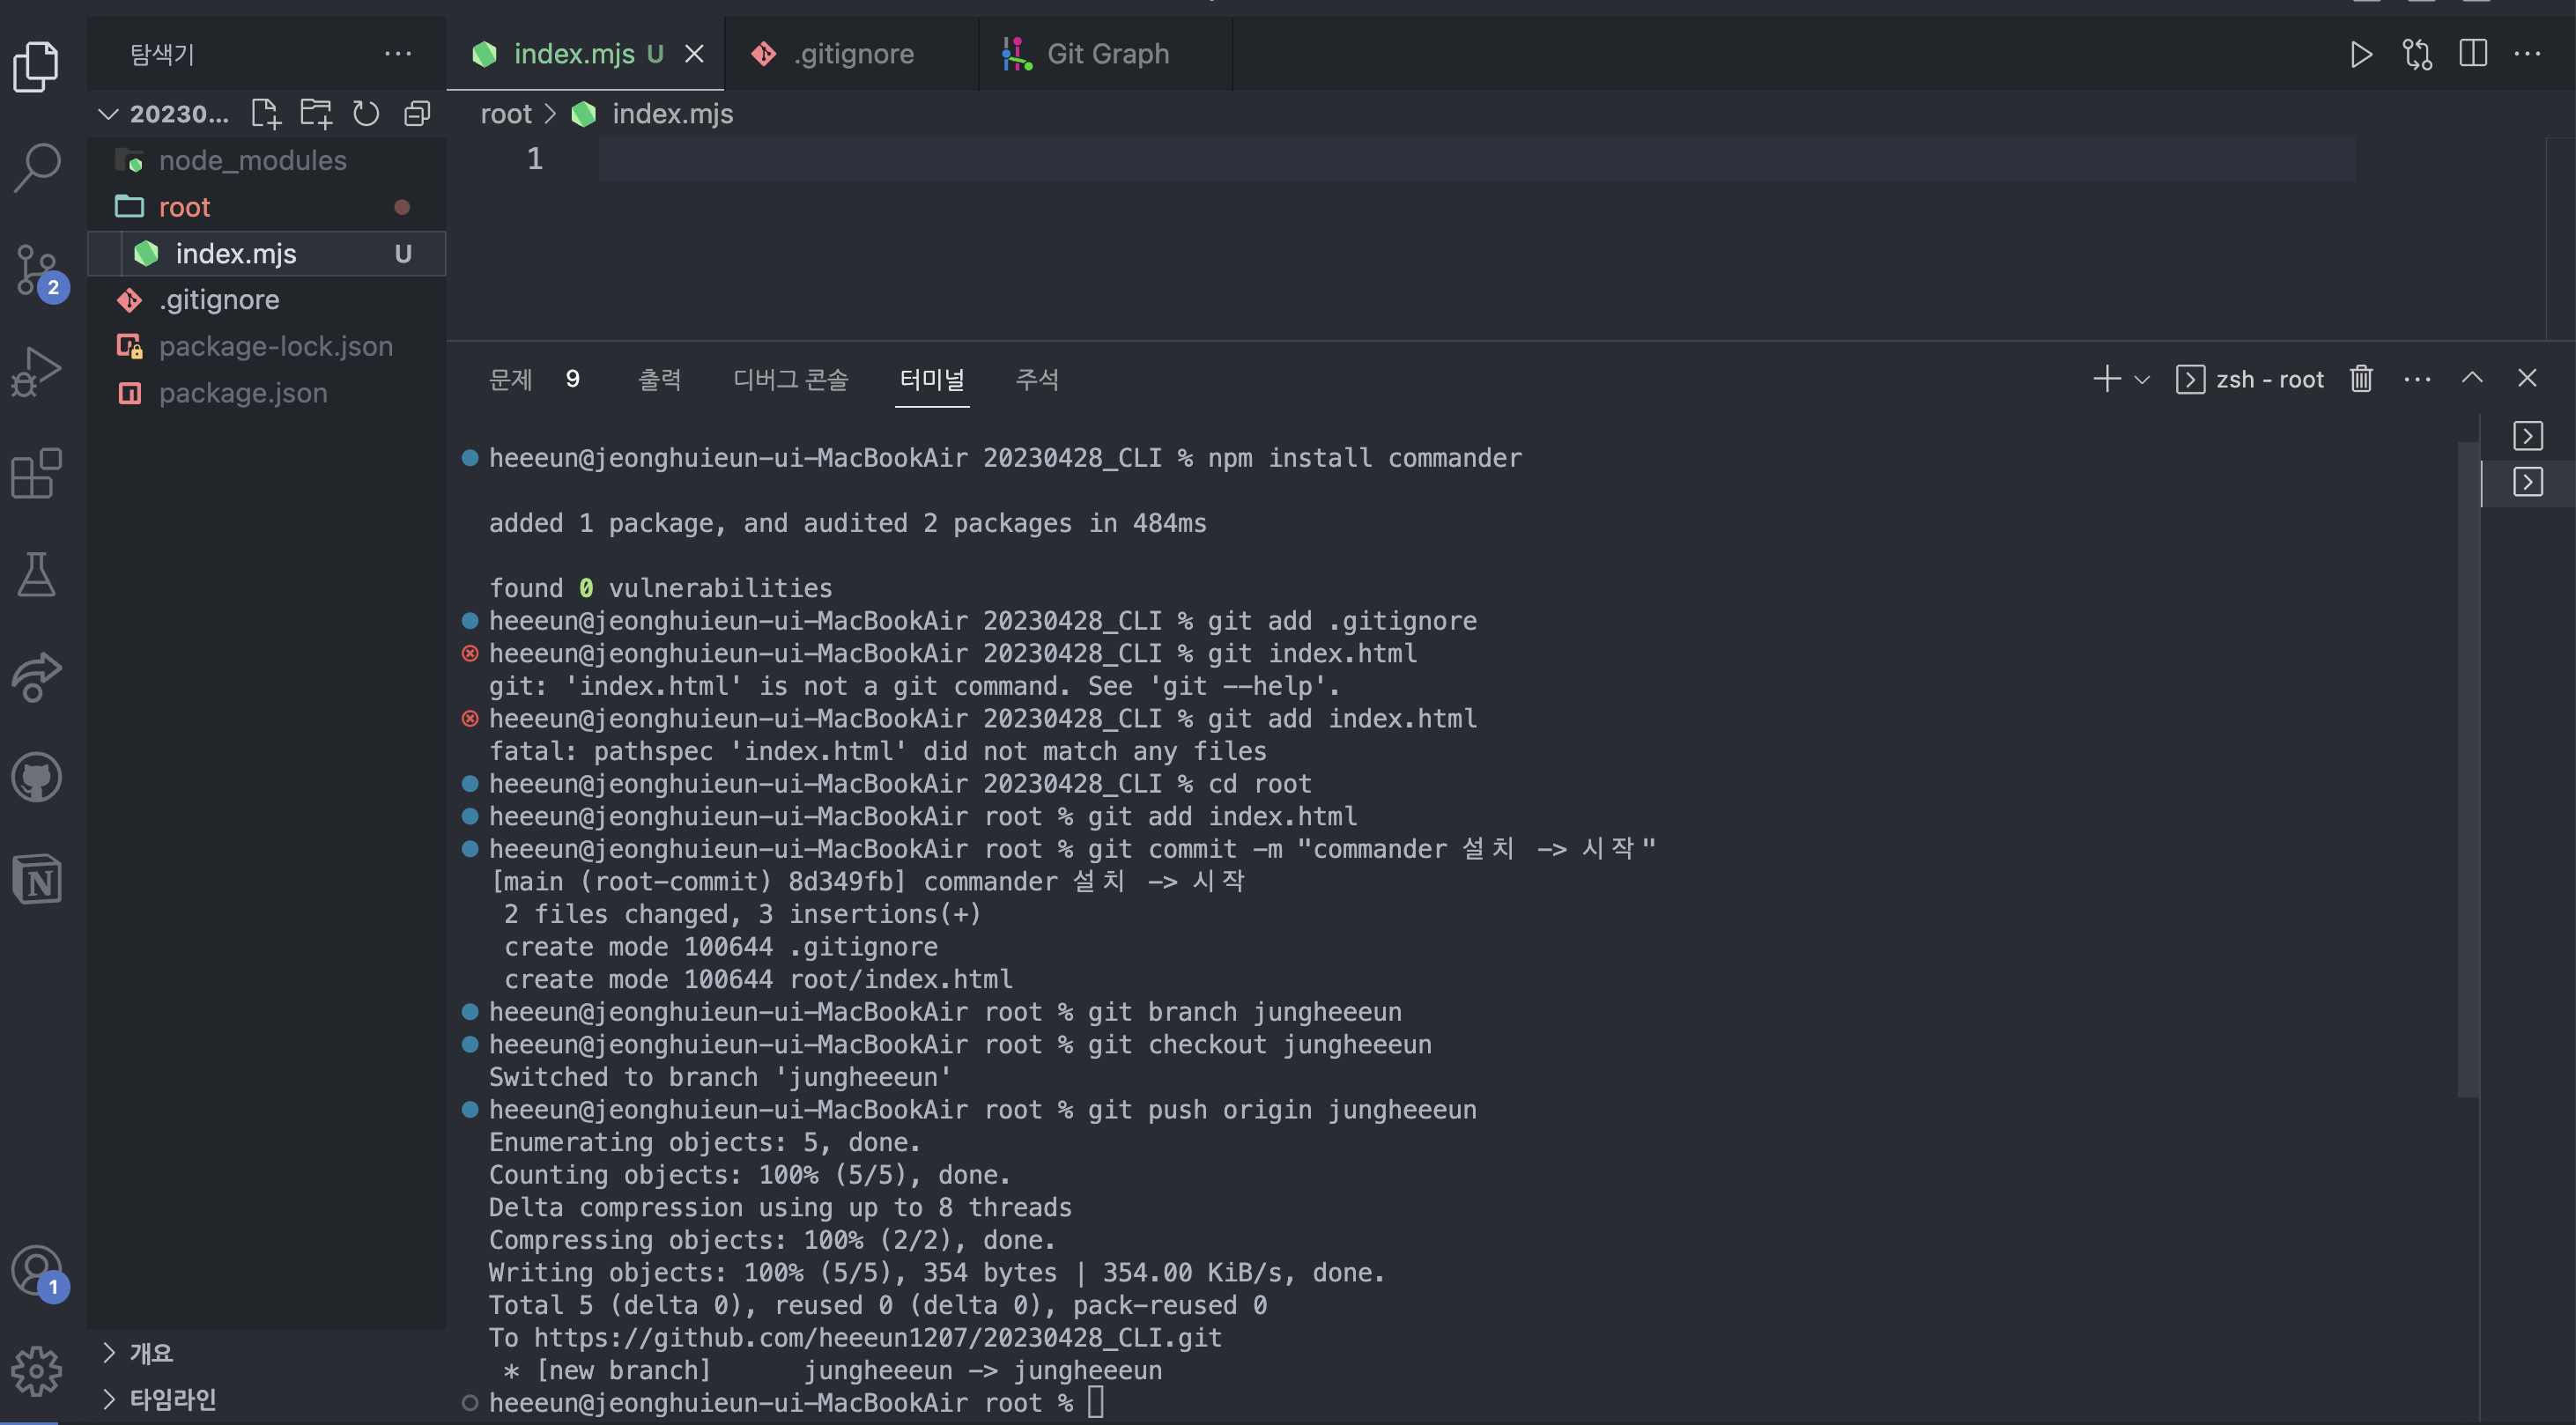 탐색기
index.mjs U
.gitignore
Git Graph
20230...
root > index.mjs
node_modules
1
root
index.mjs U
2
.gitignore
package-lock.json
package.json
문제 9 출력 디버그 콘솔 터미널 주석
zsh - root
heeeun@jeonghuieun-ui-MacBookAir 20230428_CLI % npm install commander
added 1 package, and audited 2 packages in 484ms
found 0 vulnerabilities
heeeun@jeonghuieun-ui-MacBookAir 20230428_CLI % git add .gitignore
heeeun@jeonghuieun-ui-MacBookAir 20230428_CLI % git index.html
git: 'index.html' is not a git command. See 'git --help'.
heeeun@jeonghuieun-ui-MacBookAir 20230428_CLI % git add index.html
fatal: pathspec 'index.html' did not match any files
heeeun@jeonghuieun-ui-MacBookAir 20230428_CLI % cd root
heeeun@jeonghuieun-ui-MacBookAir root % git add index.html
heeeun@jeonghuieun-ui-MacBookAir root % git commit -m "commander 설치 -> 시작"
[main (root-commit) 8d349fb] commander 설치 -> 시작
2 files changed, 3 insertions(+)
create mode 100644 .gitignore
create mode 100644 root/index.html
heeeun@jeonghuieun-ui-MacBookAir root % git branch jungheeeun
heeeun@jeonghuieun-ui-MacBookAir root % git checkout jungheeeun
Switched to branch 'jungheeeun'
heeeun@jeonghuieun-ui-MacBookAir root % git push origin jungheeeun
Enumerating objects: 5, done.
Counting objects: 100% (5/5), done.
Delta compression using up to 8 threads
Compressing objects: 100% (2/2), done.
Writing objects: 100% (5/5), 354 bytes | 354.00 KiB/s, done.
Total 5 (delta 0), reused 0 (delta 0), pack-reused 0
To https://github.com/heeeun1207/20230428_CLI.git
* [new branch] jungheeeun -> jungheeeun
heeeun@jeonghuieun-ui-MacBookAir root %
1
개요
타임라인